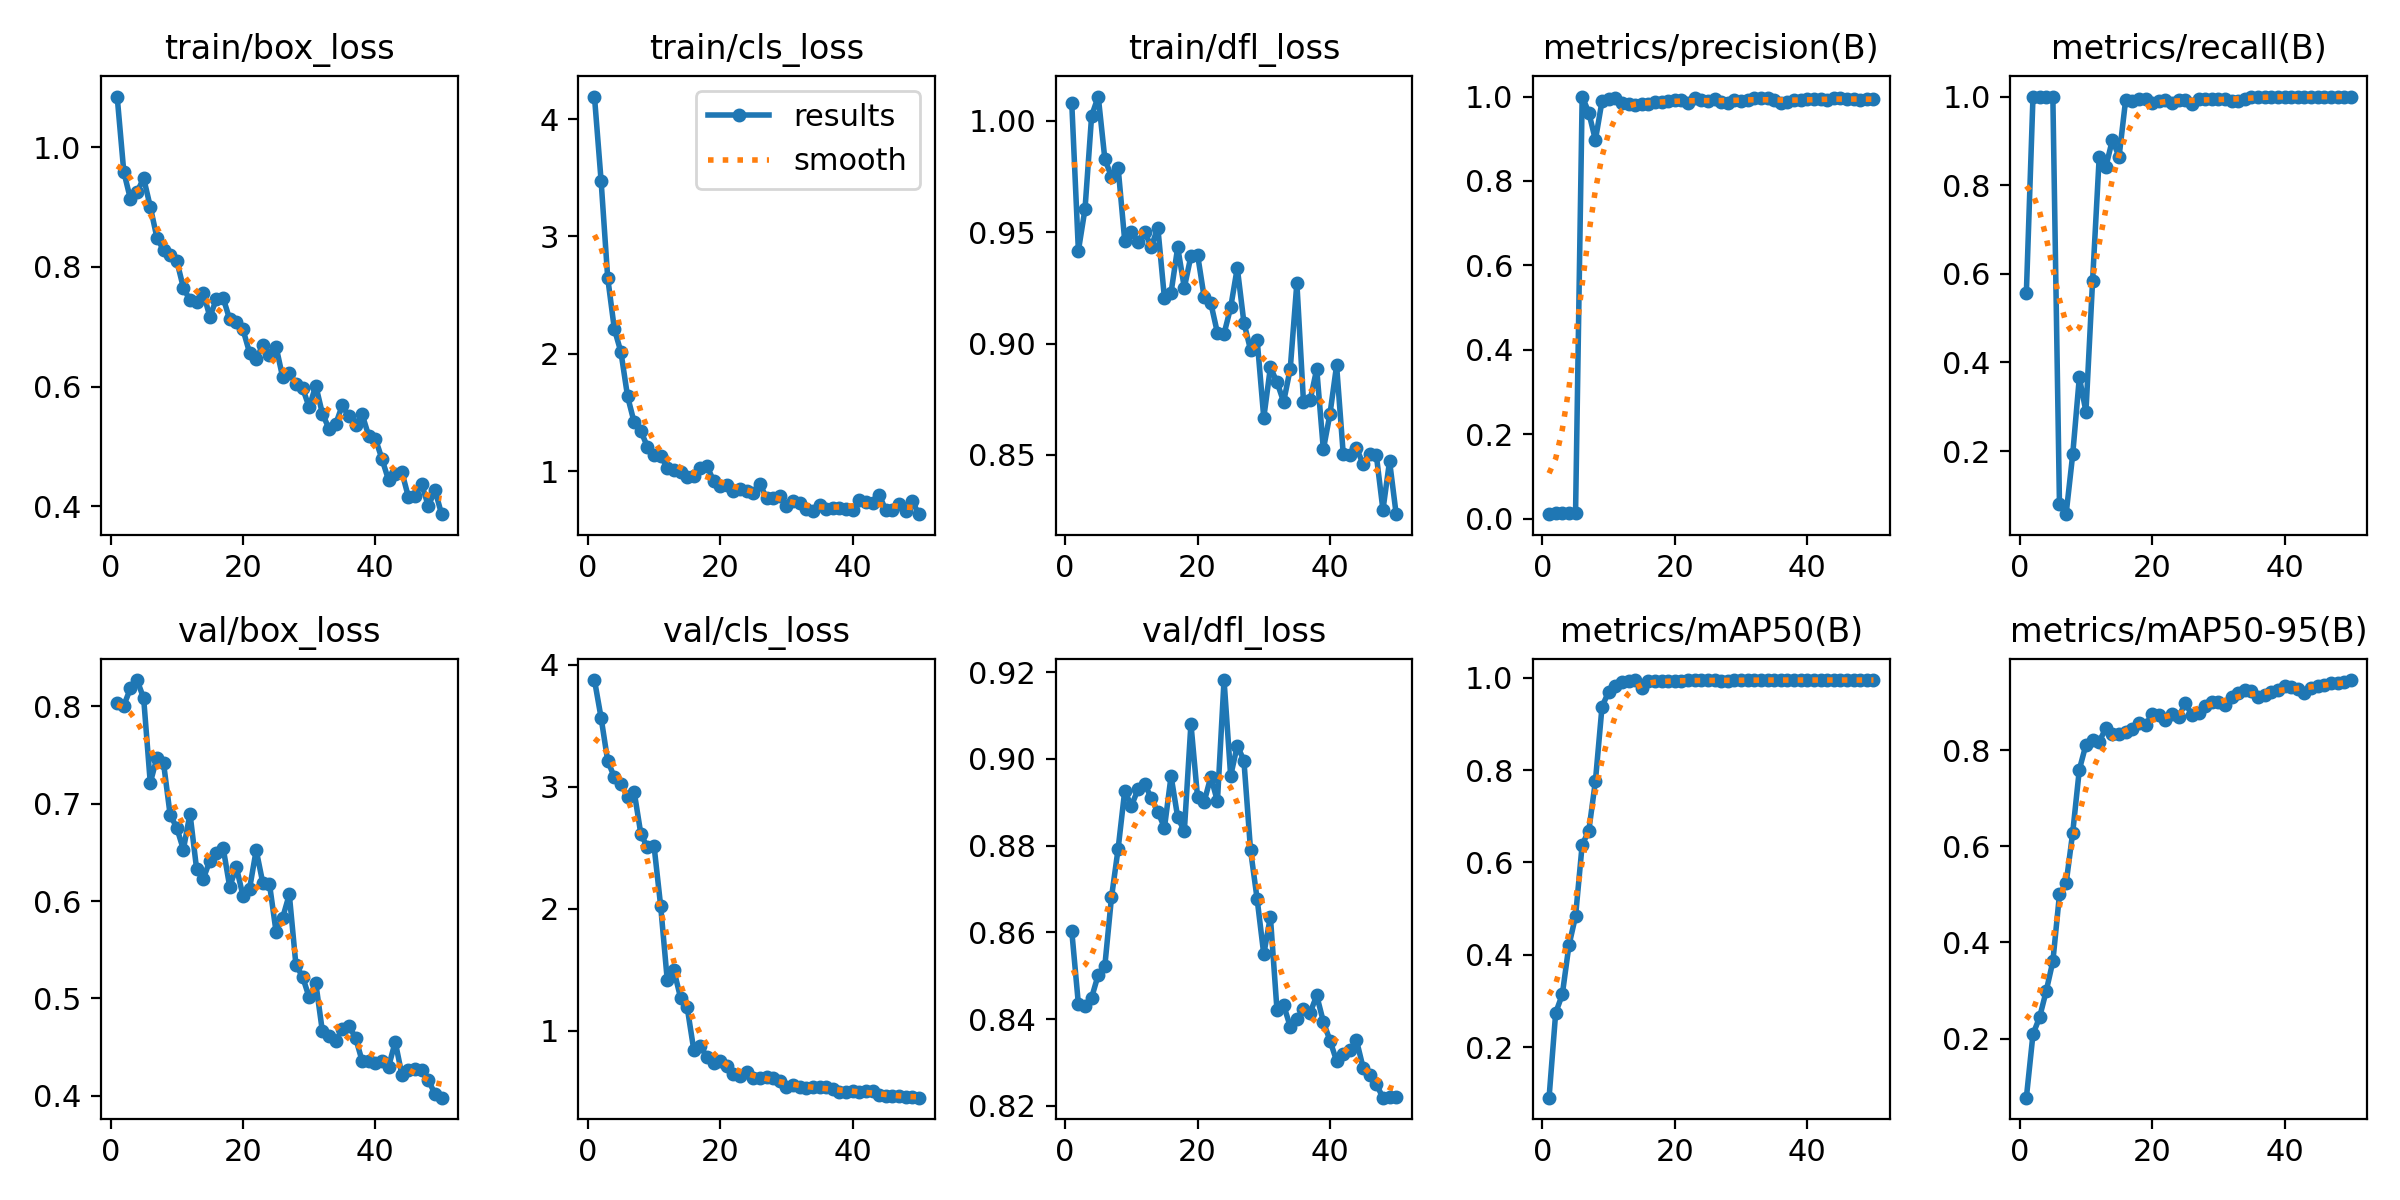 train/box_loss
1.0
0.8
0.6
0.4
0 20 40
train/cls_loss
results
smooth
4
3
2
1
0 20 40
train/dfl_loss
1.00
0.95
0.90
0.85
0 20 40
metrics/precision(B)
1.0
0.8
0.6
0.4
0.2
0.0
0 20 40
metrics/recall(B)
1.0
0.8
0.6
0.4
0.2
0 20 40
val/box_loss
0.8
0.7
0.6
0.5
0.4
0 20 40
val/cls_loss
4
3
2
1
0 20 40
val/dfl_loss
0.92
0.90
0.88
0.86
0.84
0.82
0 20 40
metrics/mAP50(B)
1.0
0.8
0.6
0.4
0.2
0 20 40
metrics/mAP50-95(B)
0.8
0.6
0.4
0.2
0 20 40